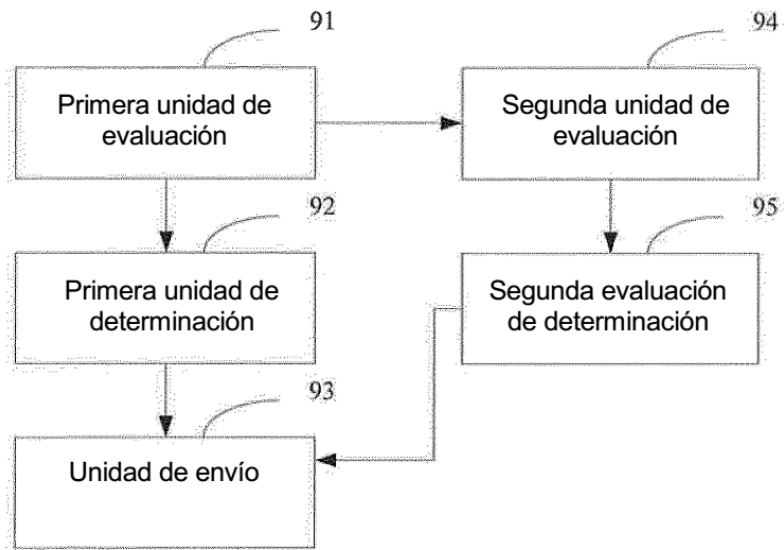 91
Primera unidad de
evaluación
94
Segunda unidad de
evaluación
92
Primera unidad de
determinación
95
Segunda evaluación
de determinación
93
Unidad de envío